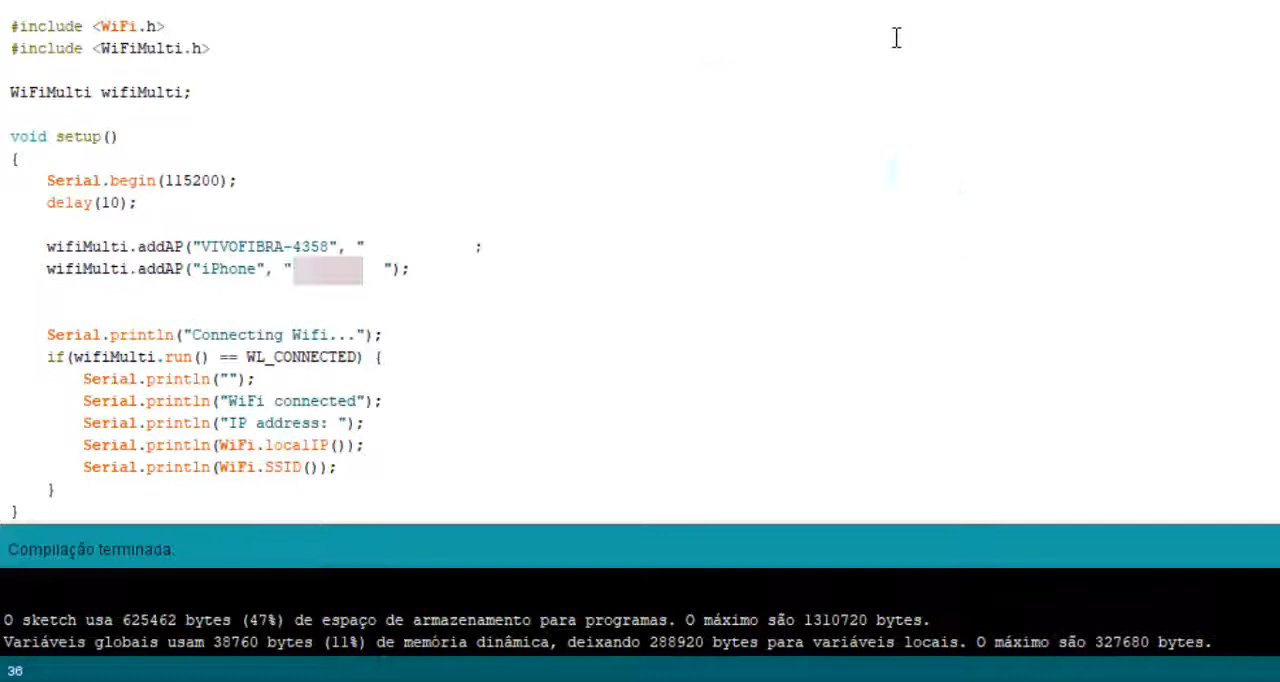 #include <WiFi.h>
#include <WiFiMulti.h>
WiFiMulti wifiMulti;
void setup()
{
Serial.begin(115200);
delay(10);
wifiMulti.addAP("VIVOFIBRA-4358", " ;
wifiMulti.addAP("iPhone", " ");
Serial.println("Connecting Wifi...");
if(wifiMulti.run() == WL_CONNECTED) {
Serial.println("");
Serial.println("WiFi connected");
Serial.println("IP address: ");
Serial.println(WiFi.localIP());
Serial.println(WiFi.SSID());
}
}
Compilação terminada.
O sketch usa 625462 bytes (47%) de espaço de armazenamento para programas. O máximo são 1310720 bytes.
Variáveis globais usam 38760 bytes (11%) de memória dinâmica, deixando 288920 bytes para variáveis locais. O máximo são 327680 bytes.
36